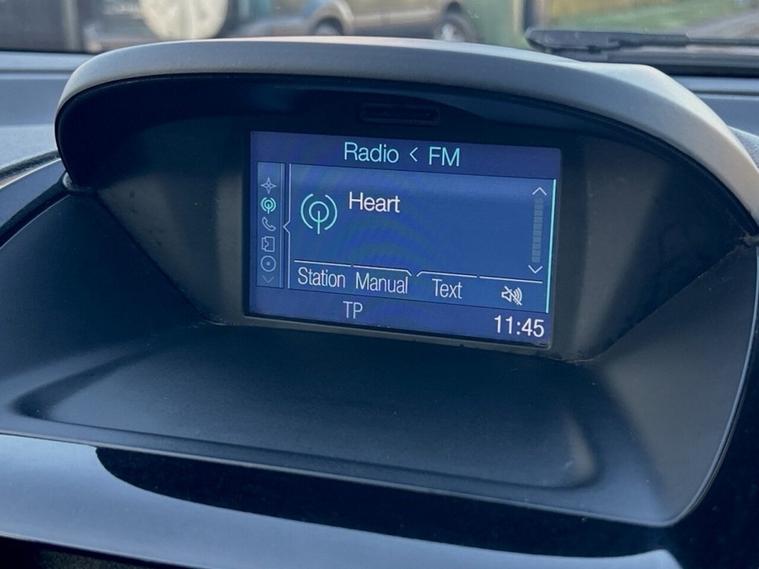 Radio < FM
Heart
Station Manual Text
TP
11:45